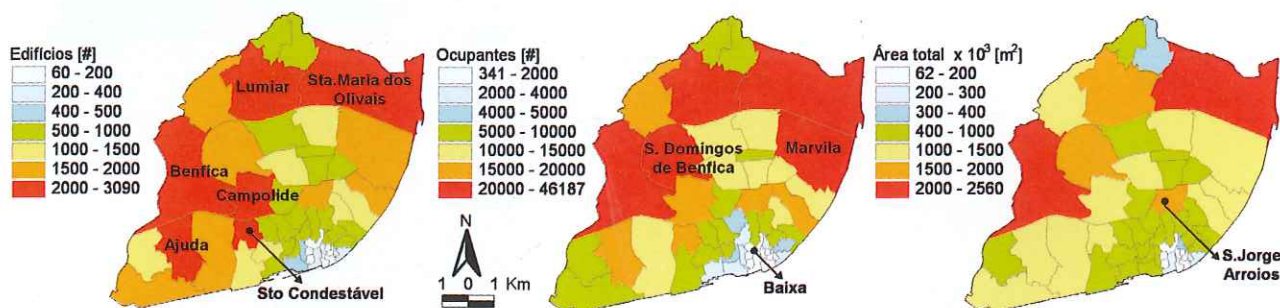 Edifícios [#]
60 - 200
200 - 400
400 - 500
500 - 1000
1000 - 1500
1500 - 2000
2000 - 3090
Lumiar
Sta.Maria dos
Olivais
Benfica
Campolide
Ajuda
Sto Condestável
Ocupantes [#]
341 - 2000
2000 - 4000
4000 - 5000
5000 - 10000
10000 - 15000
15000 - 20000
20000 - 46187
S. Domingos
de Benfica
Marvila
Baixa
N
1 0 1 Km
Área total x 10³ [m²]
62 - 200
200 - 300
300 - 400
400 - 1000
1000 - 1500
1500 - 2000
2000 - 2560
S.Jorge
Arroios